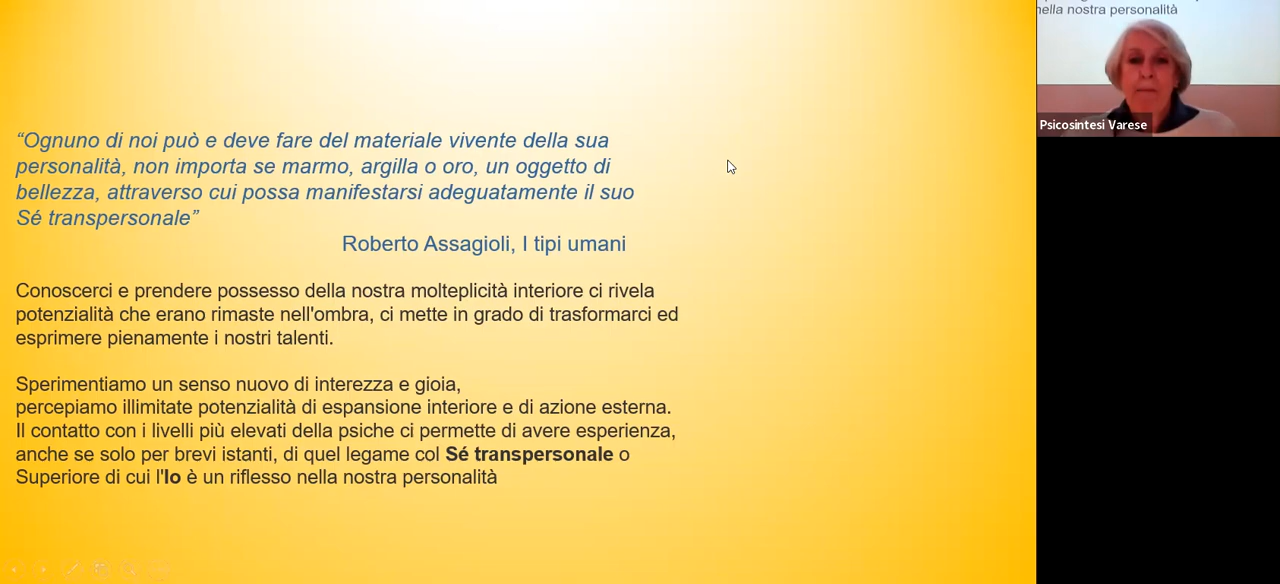 “Ognuno di noi può e deve fare del materiale vivente della sua
personalità, non importa se marmo, argilla o oro, un oggetto di
bellezza, attraverso cui possa manifestarsi adeguatamente il suo
Sé transpersonale”
Roberto Assagioli, I tipi umani
Conoscerci e prendere possesso della nostra molteplicità interiore ci rivela
potenzialità che erano rimaste nell'ombra, ci mette in grado di trasformarci ed
esprimere pienamente i nostri talenti.
Sperimentiamo un senso nuovo di interezza e gioia,
percepiamo illimitate potenzialità di espansione interiore e di azione esterna.
Il contatto con i livelli più elevati della psiche ci permette di avere esperienza,
anche se solo per brevi istanti, di quel legame col Sé transpersonale o
Superiore di cui l'Io è un riflesso nella nostra personalità
nella nostra personalità
Psicosintesi Varese